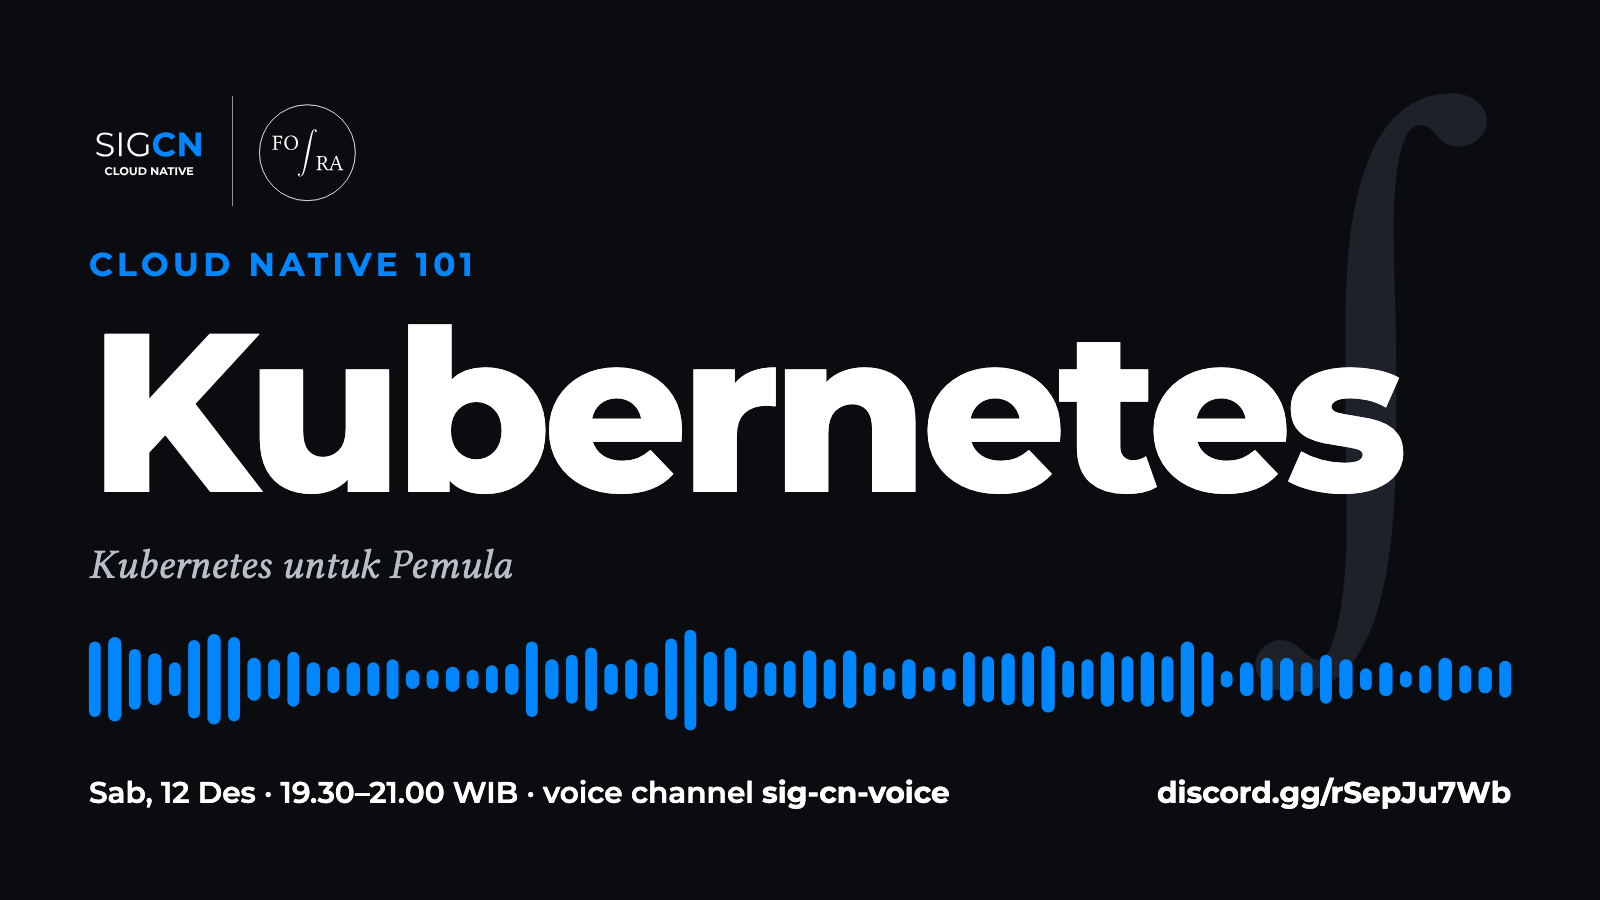 SIGCN
CLOUD NATIVE
FO
RA
CLOUD NATIVE 101
Kubernetes
Kubernetes untuk Pemula
Sab, 12 Des · 19.30–21.00 WIB · voice channel sig-cn-voice
discord.gg/rSepJu7Wb